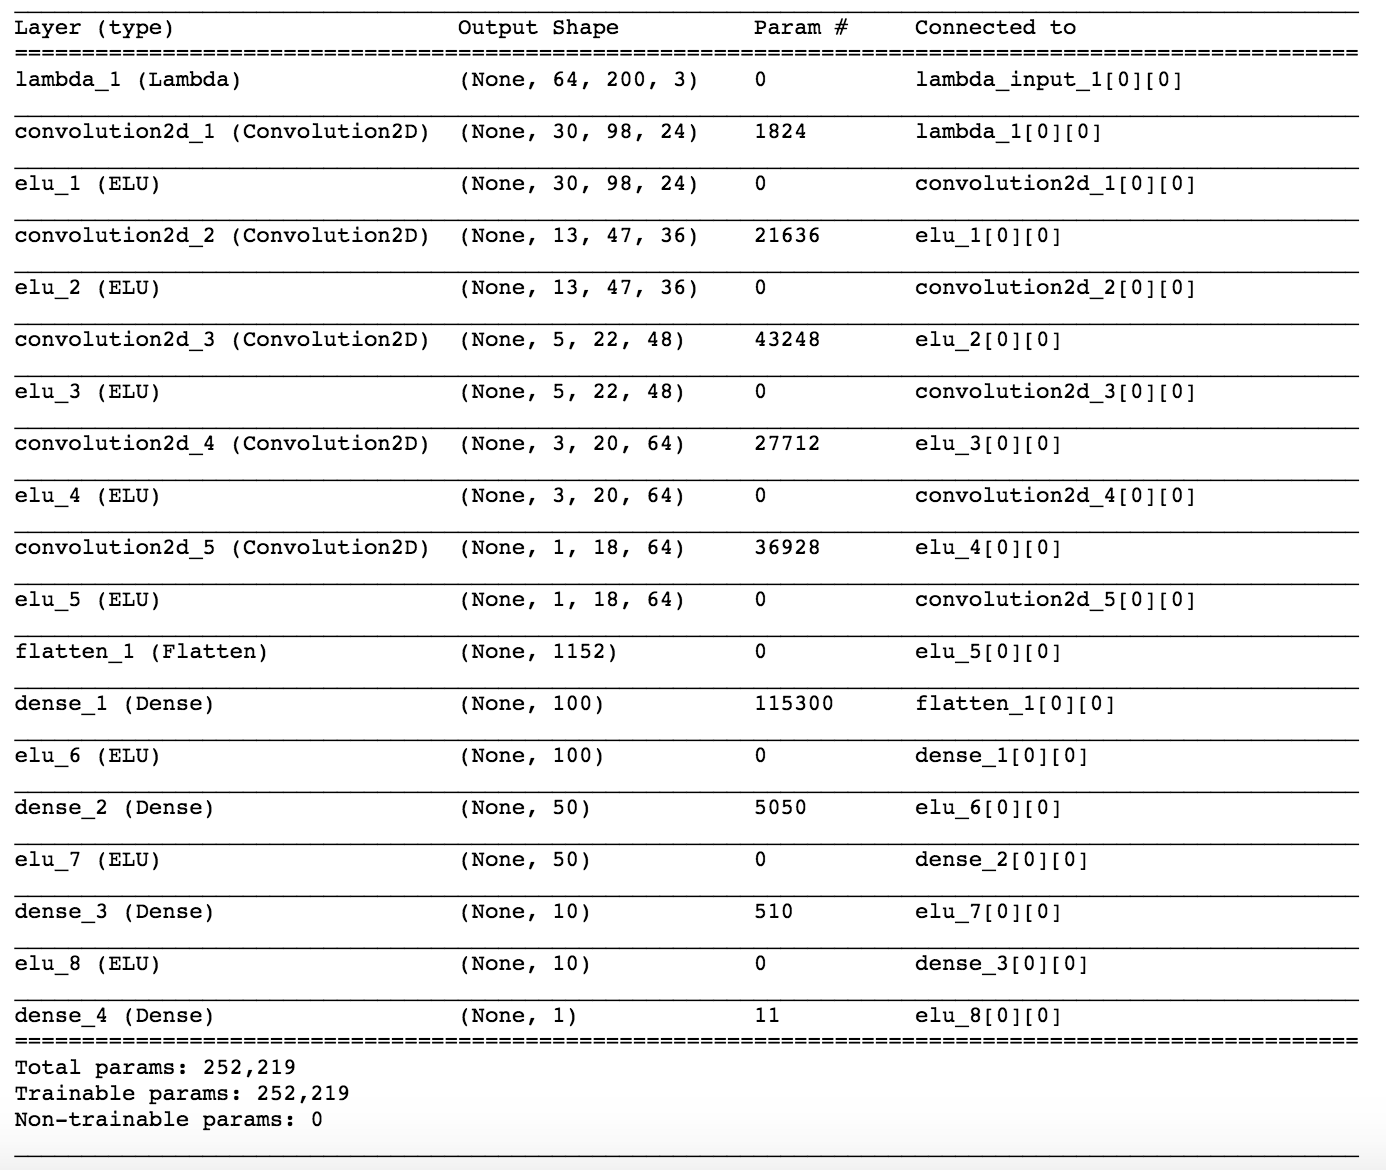 Layer (type) Output Shape Param # Connected to
lambda_1 (Lambda) (None, 64, 200, 3) 0 lambda_input_1[0][0]
convolution2d_1 (Convolution2D) (None, 30, 98, 24) 1824 lambda_1[0][0]
elu_1 (ELU) (None, 30, 98, 24) 0 convolution2d_1[0][0]
convolution2d_2 (Convolution2D) (None, 13, 47, 36) 21636 elu_1[0][0]
elu_2 (ELU) (None, 13, 47, 36) 0 convolution2d_2[0][0]
convolution2d_3 (Convolution2D) (None, 5, 22, 48) 43248 elu_2[0][0]
elu_3 (ELU) (None, 5, 22, 48) 0 convolution2d_3[0][0]
convolution2d_4 (Convolution2D) (None, 3, 20, 64) 27712 elu_3[0][0]
elu_4 (ELU) (None, 3, 20, 64) 0 convolution2d_4[0][0]
convolution2d_5 (Convolution2D) (None, 1, 18, 64) 36928 elu_4[0][0]
elu_5 (ELU) (None, 1, 18, 64) 0 convolution2d_5[0][0]
flatten_1 (Flatten) (None, 1152) 0 elu_5[0][0]
dense_1 (Dense) (None, 100) 115300 flatten_1[0][0]
elu_6 (ELU) (None, 100) 0 dense_1[0][0]
dense_2 (Dense) (None, 50) 5050 elu_6[0][0]
elu_7 (ELU) (None, 50) 0 dense_2[0][0]
dense_3 (Dense) (None, 10) 510 elu_7[0][0]
elu_8 (ELU) (None, 10) 0 dense_3[0][0]
dense_4 (Dense) (None, 1) 11 elu_8[0][0]
Total params: 252,219
Trainable params: 252,219
Non-trainable params: 0